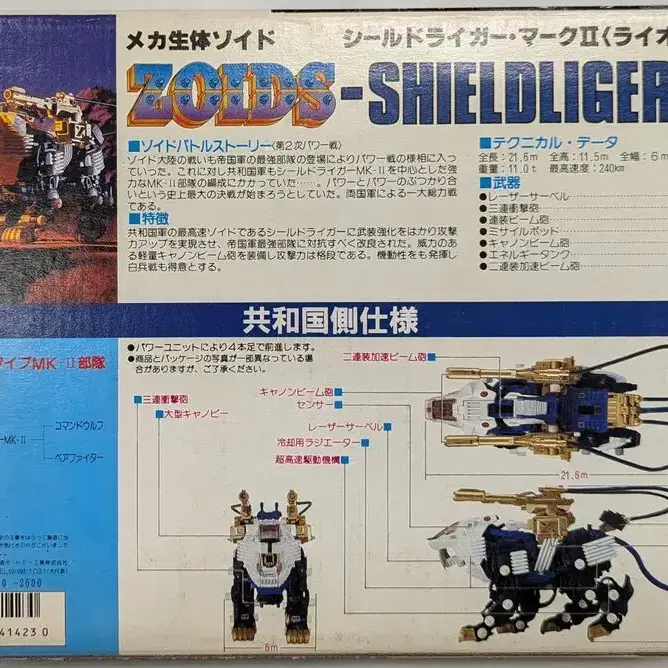 メカ生体ゾイド
シールドライガー・マークII〈ライオ
ZOIDS-SHIELDLIGER
■ゾイドバトルストーリー〈第2次パワー戦〉
ゾイド大陸の戦いも帝国軍の最強部隊の登場によりパワー戦の様相に入
っていった。これに対し共和国軍もシールドライガーMK-IIを中心とした強
力なMK-II部隊の編成にかかっていた……。パワーとパワーのぶつかり合
いという史上最大の決戦が始まろうとしていた。両国軍による一大総力戦
である。
■特徴
共和国軍の最高速ゾイドであるシールドライガーに武装強化をはかり攻撃
力アップを実現させ、帝国軍最強部隊に対抗すべく改良された。威力のあ
る軽量キャノンビーム砲を装備し攻撃力は格段である。機動性をも発揮し
白兵戦も得意とする。
■テクニカル・データ
全長:21.6m 全高:11.5m 全幅:6m
重量:11.0t 最高速度:240km
■武器
●レーザーサーベル
●三連衝撃砲
●連装ビーム砲
●ミサイルポッド
●キャノンビーム砲
●エネルギータンク
●二連装加速ビーム砲
共和国側仕様
タイプMK-II部隊
コマンドウルフ
-MK-II
ベアファイター
●パワーユニットにより4本足で前進します。
●商品とパッケージの写真が一部異なっている場
合がありますが、ご了承ください。
二連装加速ビーム砲■
キャノンビーム砲■
センサー■
■三連衝撃砲
■大型キャノピー
レーザーサーベル■
冷却用ラジエーター■
超高速駆動機構■
21.6m
6m
0-2600
41423 0